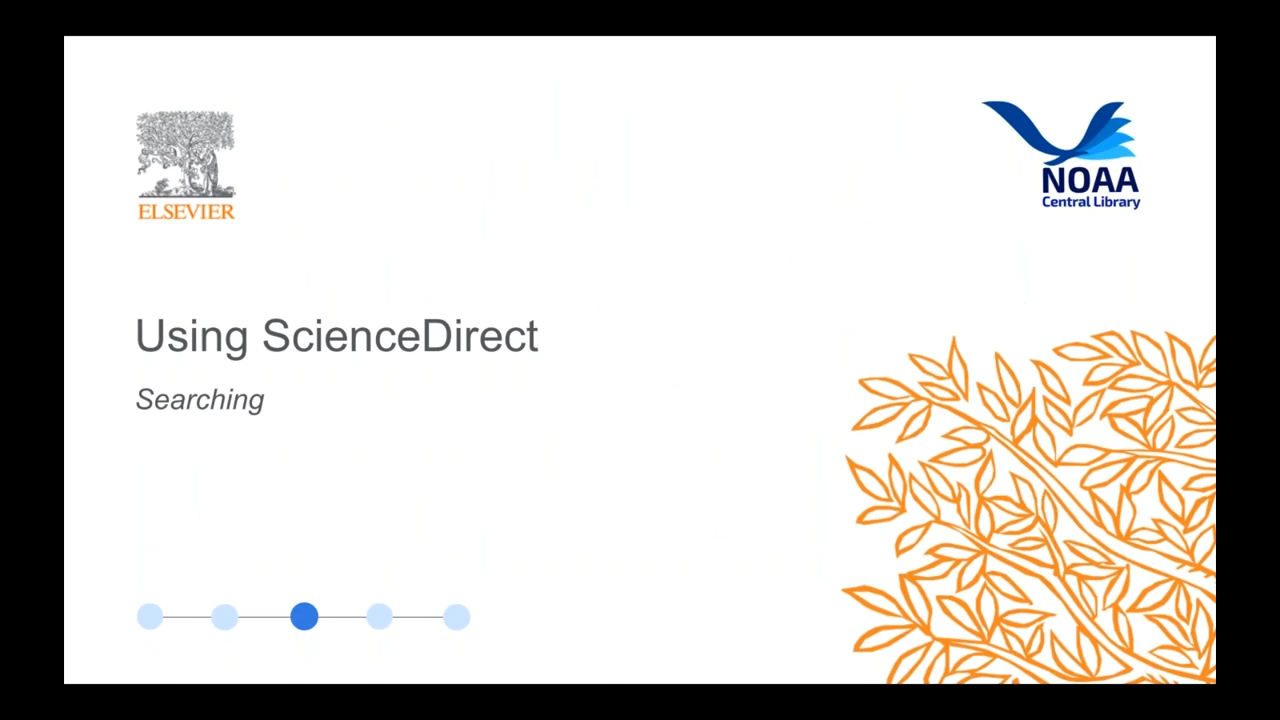 ELSEVIER
NOAA
Central Library
Using ScienceDirect
Searching